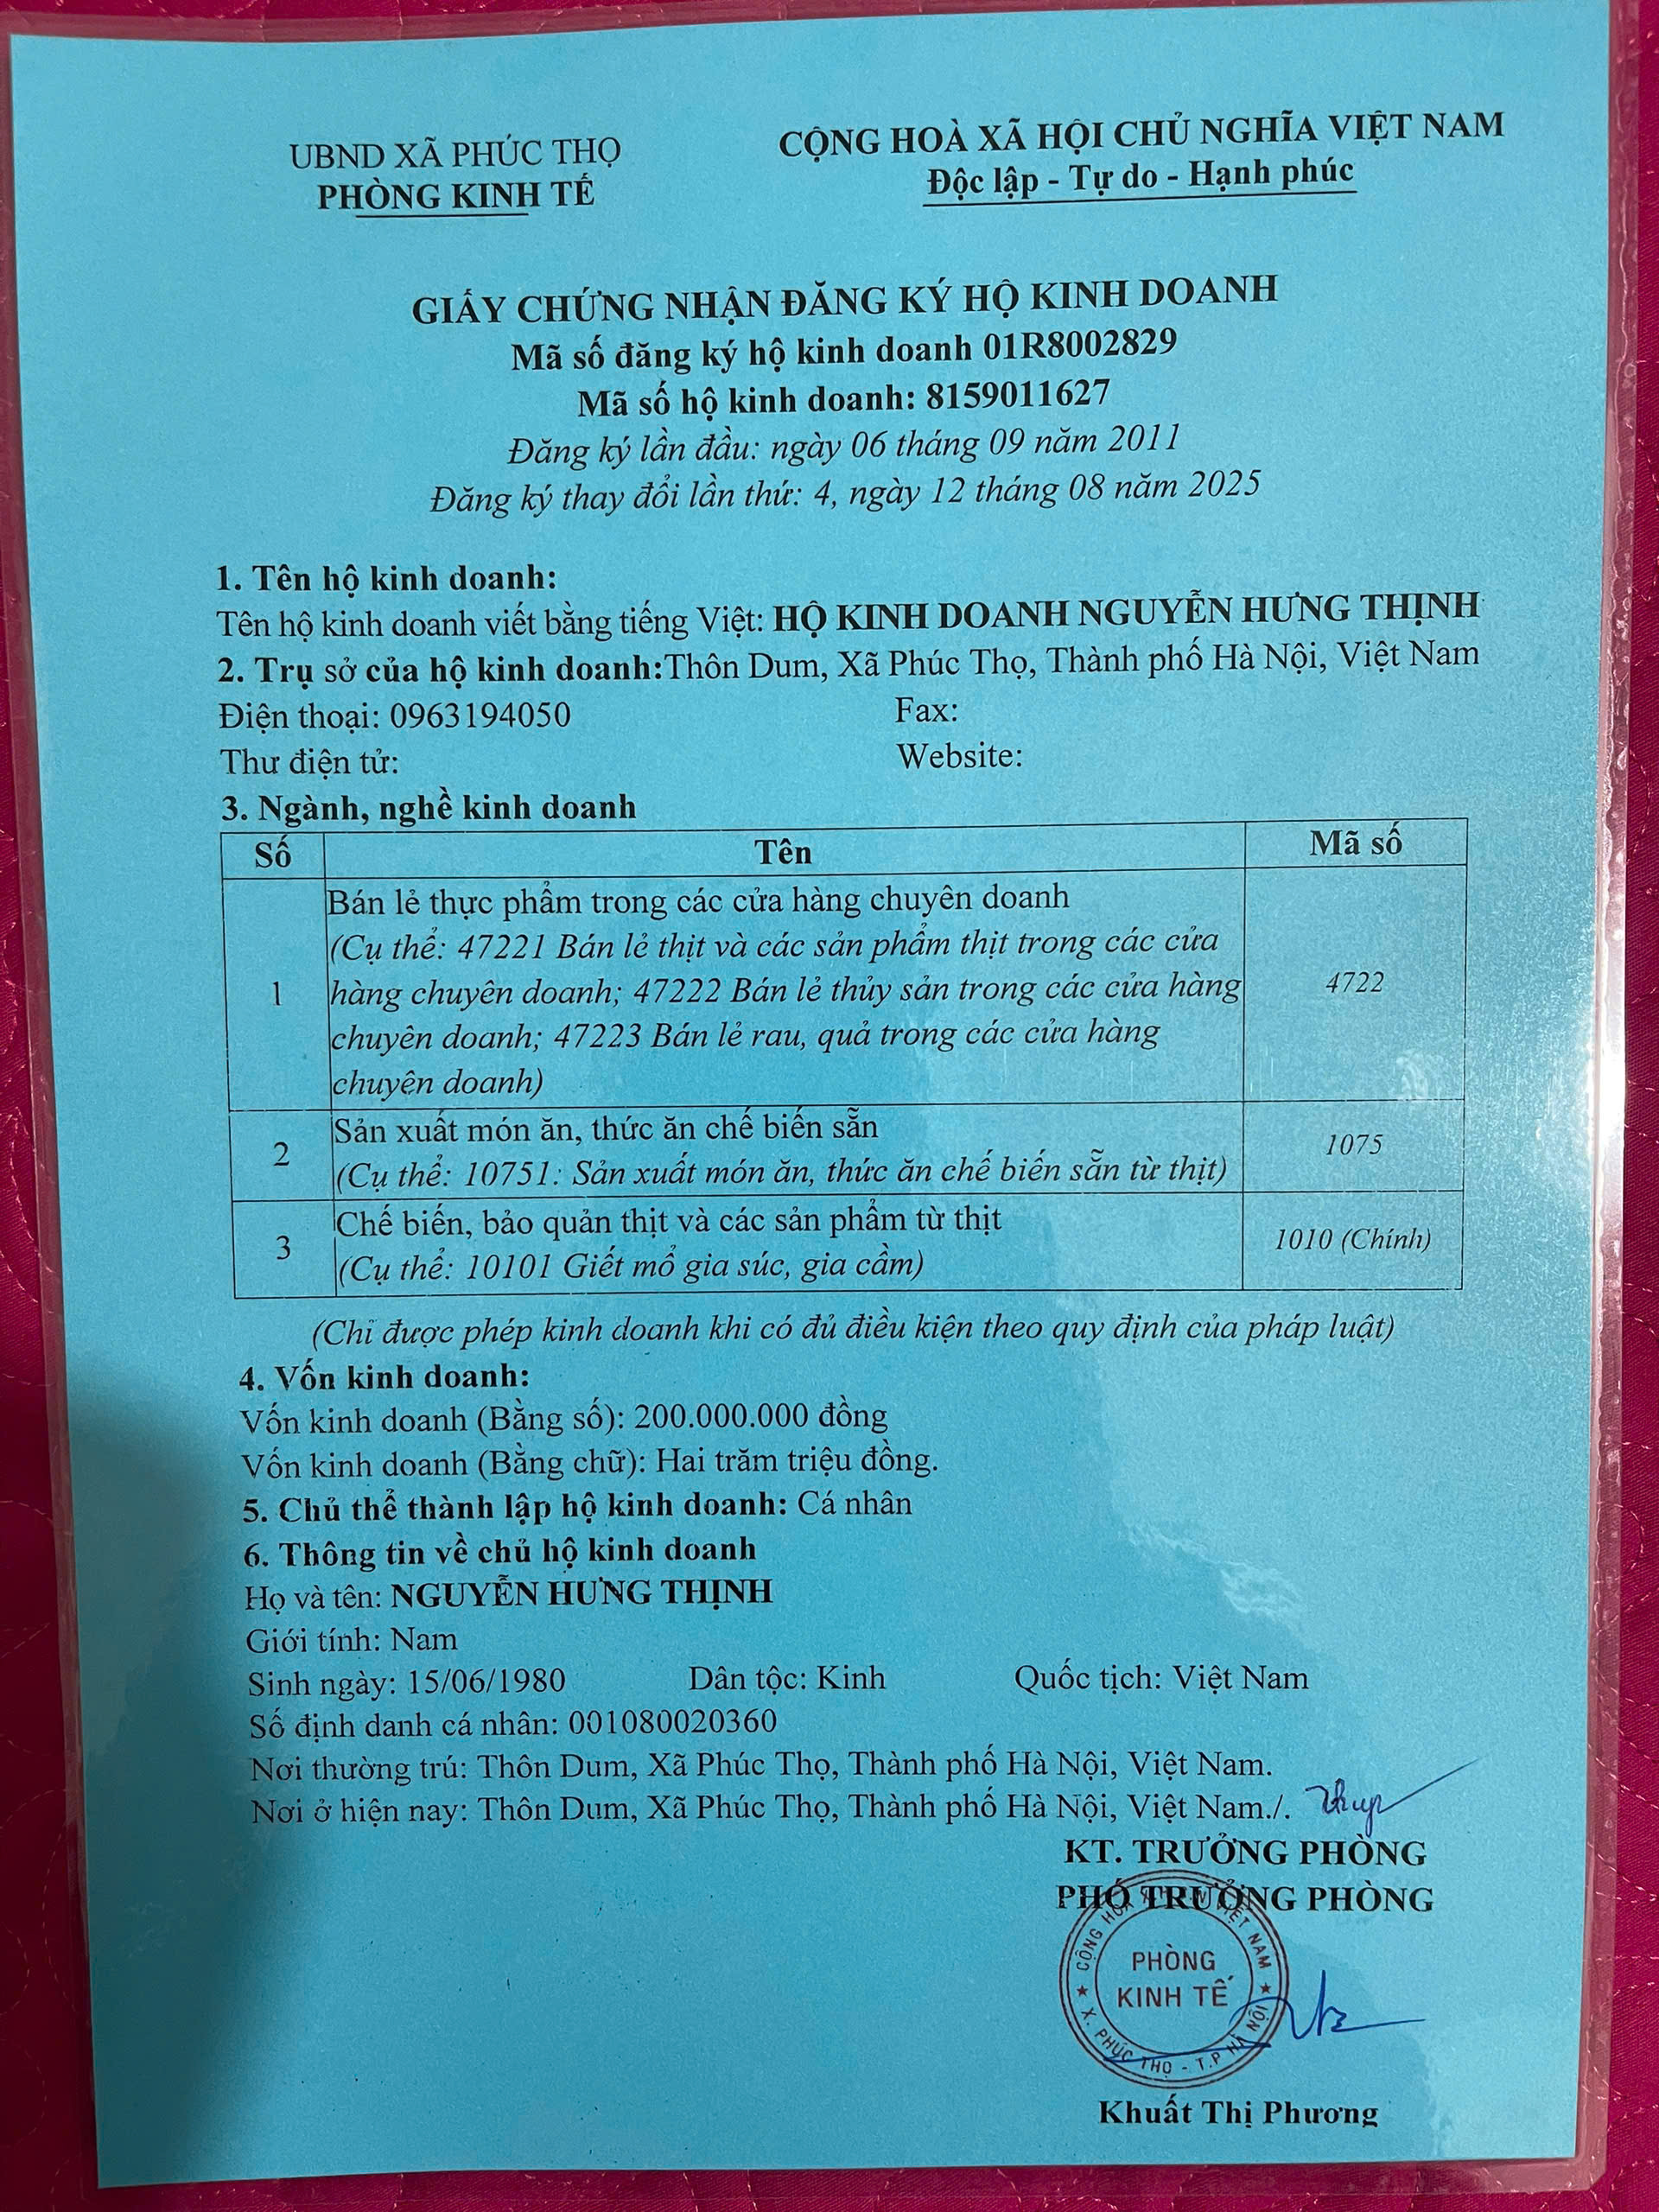 UBND XÃ PHÚC THỌ
PHÒNG KINH TẾ
CỘNG HOÀ XÃ HỘI CHỦ NGHĨA VIỆT NAM
Độc lập - Tự do - Hạnh phúc
GIẤY CHỨNG NHẬN ĐĂNG KÝ HỘ KINH DOANH
Mã số đăng ký hộ kinh doanh 01R8002829
Mã số hộ kinh doanh: 8159011627
Đăng ký lần đầu: ngày 06 tháng 09 năm 2011
Đăng ký thay đổi lần thứ: 4, ngày 12 tháng 08 năm 2025
1. Tên hộ kinh doanh:
Tên hộ kinh doanh viết bằng tiếng Việt: HỘ KINH DOANH NGUYỄN HƯNG THỊNH
2. Trụ sở của hộ kinh doanh:Thôn Dum, Xã Phúc Thọ, Thành phố Hà Nội, Việt Nam
Điện thoại: 0963194050 Fax:
Thư điện tử: Website:
3. Ngành, nghề kinh doanh
Số Tên Mã số
1 Bán lẻ thực phẩm trong các cửa hàng chuyên doanh
(Cụ thể: 47221 Bán lẻ thịt và các sản phẩm thịt trong các cửa
hàng chuyên doanh; 47222 Bán lẻ thủy sản trong các cửa hàng
chuyên doanh; 47223 Bán lẻ rau, quả trong các cửa hàng
chuyên doanh) 4722
2 Sản xuất món ăn, thức ăn chế biến sẵn
(Cụ thể: 10751: Sản xuất món ăn, thức ăn chế biến sẵn từ thịt) 1075
3 Chế biến, bảo quản thịt và các sản phẩm từ thịt
(Cụ thể: 10101 Giết mổ gia súc, gia cầm) 1010 (Chính)
(Chỉ được phép kinh doanh khi có đủ điều kiện theo quy định của pháp luật)
4. Vốn kinh doanh:
Vốn kinh doanh (Bằng số): 200.000.000 đồng
Vốn kinh doanh (Bằng chữ): Hai trăm triệu đồng.
5. Chủ thể thành lập hộ kinh doanh: Cá nhân
6. Thông tin về chủ hộ kinh doanh
Họ và tên: NGUYỄN HƯNG THỊNH
Giới tính: Nam
Sinh ngày: 15/06/1980 Dân tộc: Kinh Quốc tịch: Việt Nam
Số định danh cá nhân: 001080020360
Nơi thường trú: Thôn Dum, Xã Phúc Thọ, Thành phố Hà Nội, Việt Nam.
Nơi ở hiện nay: Thôn Dum, Xã Phúc Thọ, Thành phố Hà Nội, Việt Nam./.
KT. TRƯỞNG PHÒNG
PHÓ TRƯỞNG PHÒNG
CỘNG HOÀ VIỆT NAM
PHÒNG
KINH TẾ
X. PHÚC THỌ - T.P HÀ NỘI
Khuất Thị Phương